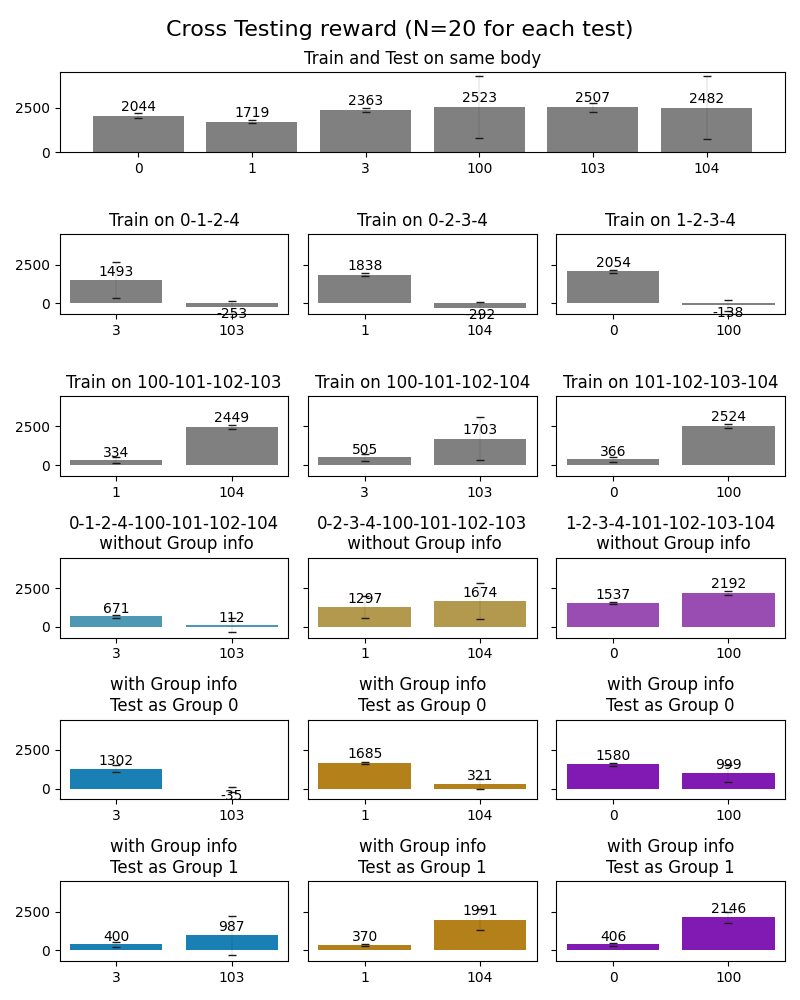 Cross Testing reward (N=20 for each test)
Train and Test on same body
2500
0
2044 1719 2363 2523 2507 2482
0 1 3 100 103 104
Train on 0-1-2-4 Train on 0-2-3-4 Train on 1-2-3-4
2500
0
1493 -253 1838 -292 2054 -138
3 103 1 104 0 100
Train on 100-101-102-103 Train on 100-101-102-104 Train on 101-102-103-104
2500
0
334 2449 505 1703 366 2524
1 104 3 103 0 100
0-1-2-4-100-101-102-104 0-2-3-4-100-101-102-103 1-2-3-4-101-102-103-104
without Group info without Group info without Group info
2500
0
671 112 1297 1674 1537 2192
3 103 1 104 0 100
with Group info with Group info with Group info
Test as Group 0 Test as Group 0 Test as Group 0
2500
0
1302 -35 1685 321 1580 999
3 103 1 104 0 100
with Group info with Group info with Group info
Test as Group 1 Test as Group 1 Test as Group 1
2500
0
400 987 370 1991 406 2146
3 103 1 104 0 100